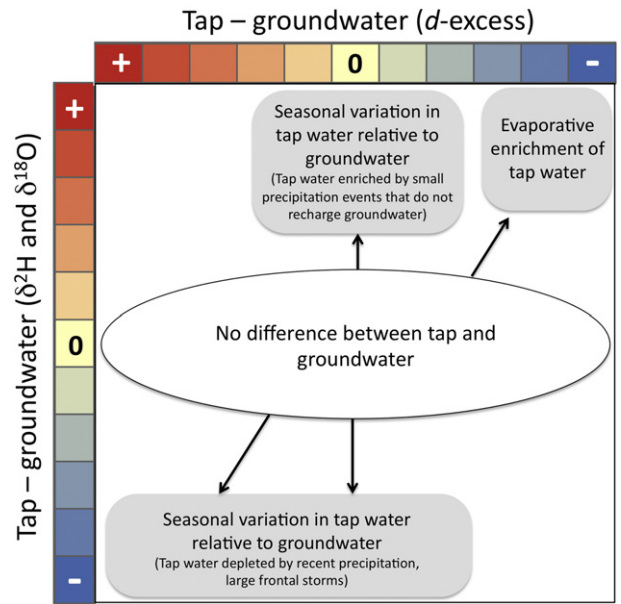 Tap – groundwater (d-excess)
+ 0 -
Tap – groundwater (δ²H and δ¹⁸O)
+
0
-
Seasonal variation in
tap water relative to
groundwater
(Tap water enriched by small
precipitation events that do not
recharge groundwater)
Evaporative
enrichment of
tap water
No difference between tap and
groundwater
Seasonal variation in tap water
relative to groundwater
(Tap water depleted by recent precipitation,
large frontal storms)